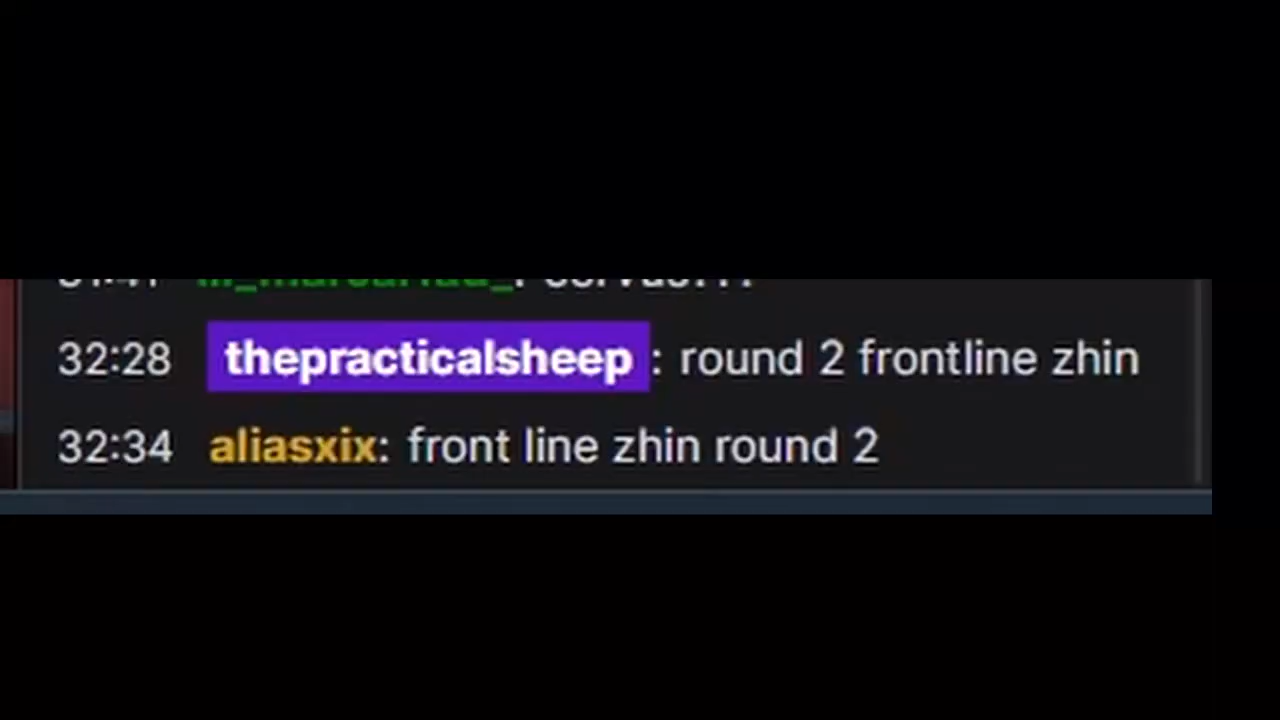 32:28 thepracticalsheep: round 2 frontline zhin
32:34 aliasxix: front line zhin round 2